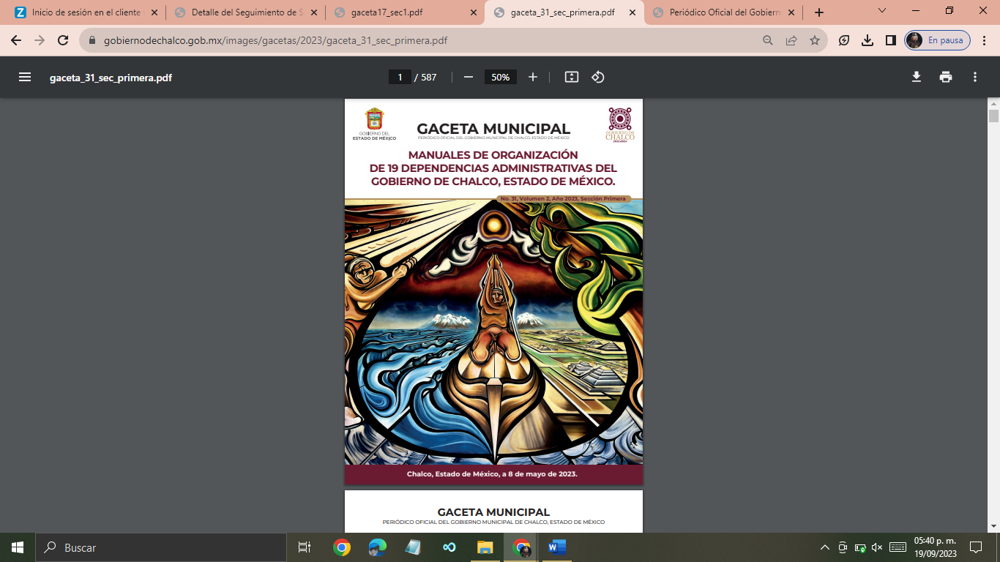 Inicio de sesión en el cliente
Detalle del Seguimiento de S
gaceta17_sec1.pdf
gaceta_31_sec_primera.pdf
Periódico Oficial del Gobiern
gobiernodechalco.gob.mx/images/gacetas/2023/gaceta_31_sec_primera.pdf
En pausa
gaceta_31_sec_primera.pdf
1 / 587
50%
GOBIERNO DEL
ESTADO DE MÉXICO
GACETA MUNICIPAL
PERIÓDICO OFICIAL DEL GOBIERNO MUNICIPAL DE CHALCO, ESTADO DE MÉXICO
GOBIERNO DE
CHALCO
2022-2024
MANUALES DE ORGANIZACIÓN
DE 19 DEPENDENCIAS ADMINISTRATIVAS DEL
GOBIERNO DE CHALCO, ESTADO DE MÉXICO.
No. 31, Volumen 2, Año 2023, Sección Primera
Chalco, Estado de México, a 8 de mayo de 2023.
GACETA MUNICIPAL
PERIÓDICO OFICIAL DEL GOBIERNO MUNICIPAL DE CHALCO, ESTADO DE MÉXICO
Buscar
05:40 p. m.
19/09/2023